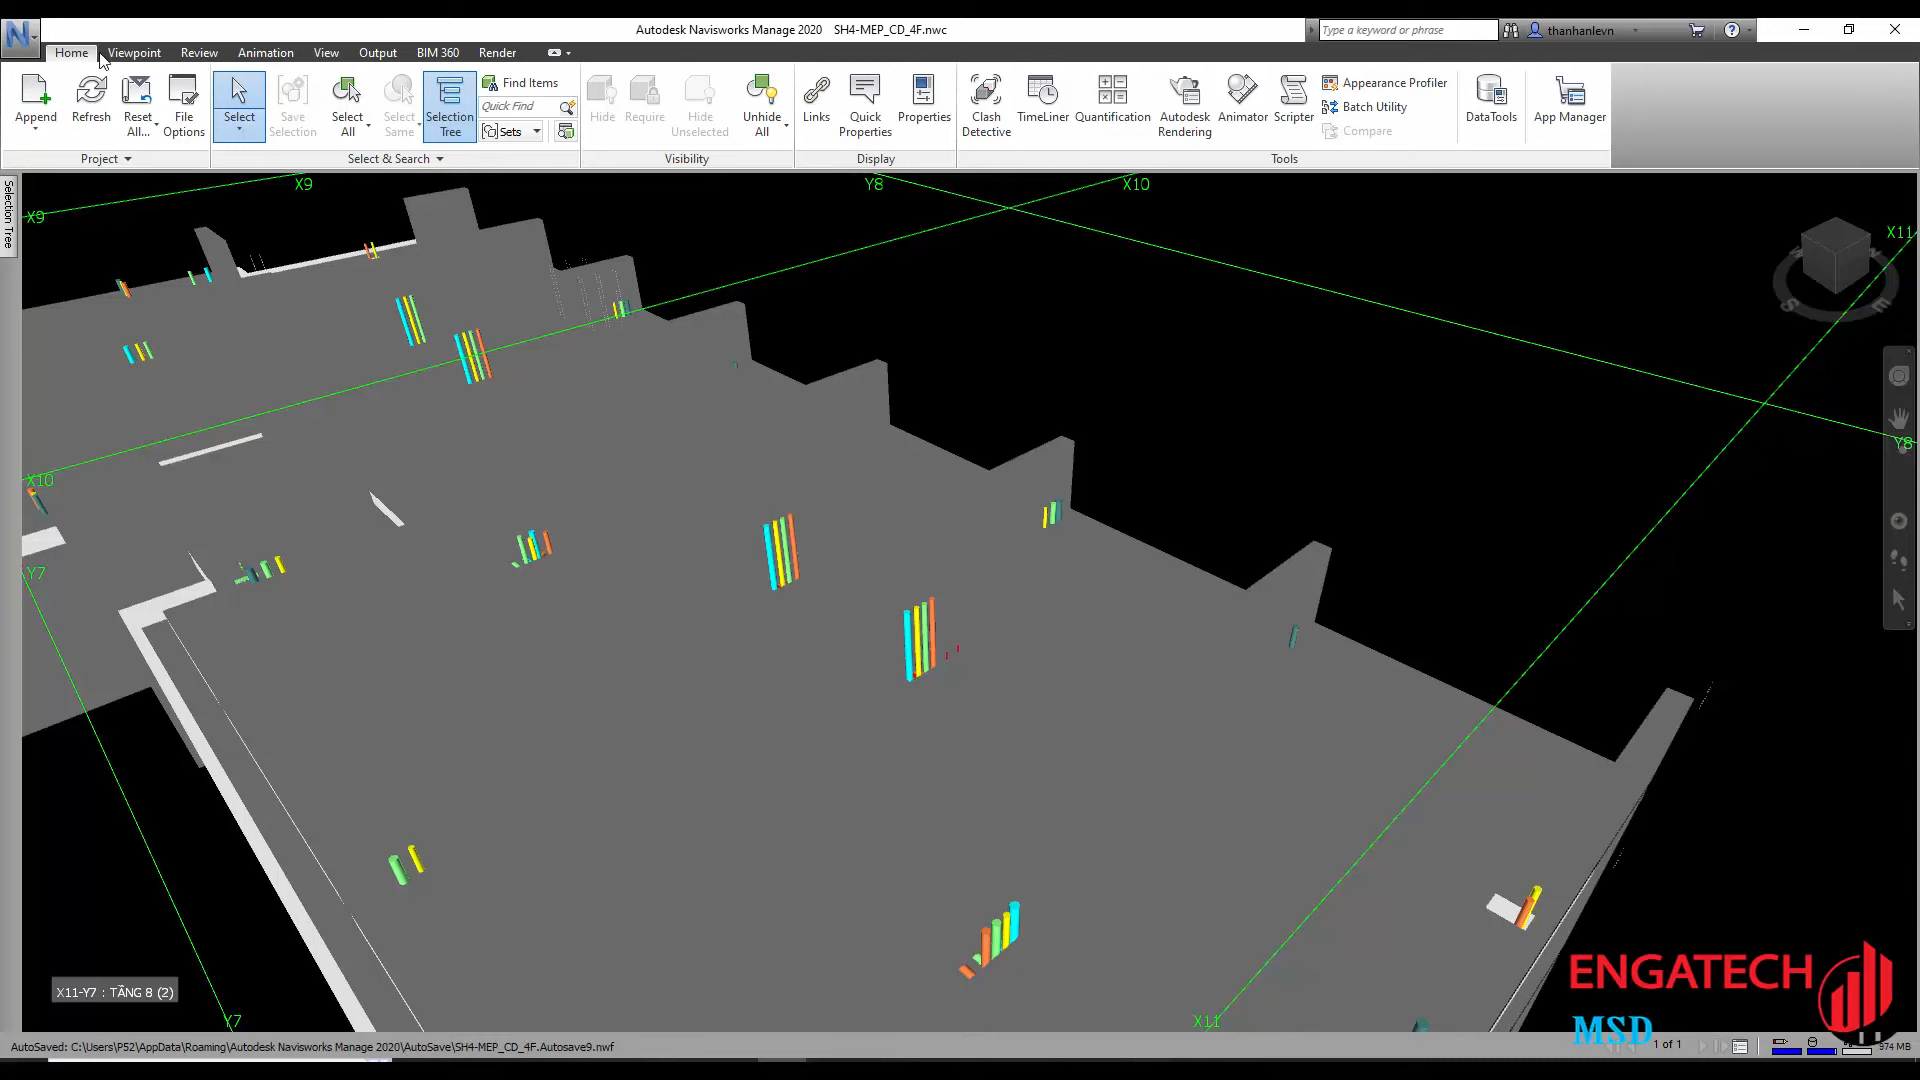 Autodesk Navisworks Manage 2020 SH4-MEP_CD_4F.nwc
Type a keyword or phrase
thanhanlevn
Home Viewpoint Review Animation View Output BIM 360 Render
Append
Refresh
Reset All...
File Options
Project
Select
Save Selection
Select All
Select Same
Selection Tree
Find Items
Quick Find
Sets
Select & Search
Hide
Require
Hide Unselected
Unhide All
Visibility
Links
Quick Properties
Properties
Display
Clash Detective
TimeLiner
Quantification
Autodesk Rendering
Animator
Scripter
Appearance Profiler
Batch Utility
Compare
DataTools
App Manager
Tools
Selection Tree
X9
Y8
X10
X9
X11
S
E
Y8
X10
Y7
X11-Y7 : TẦNG 8 (2)
Y7
X11
ENGATECH
MSD
AutoSaved: C:\Users\P52\AppData\Roaming\Autodesk Navisworks Manage 2020\AutoSave\SH4-MEP_CD_4F.Autosave9.nwf
1 of 1
974 MB